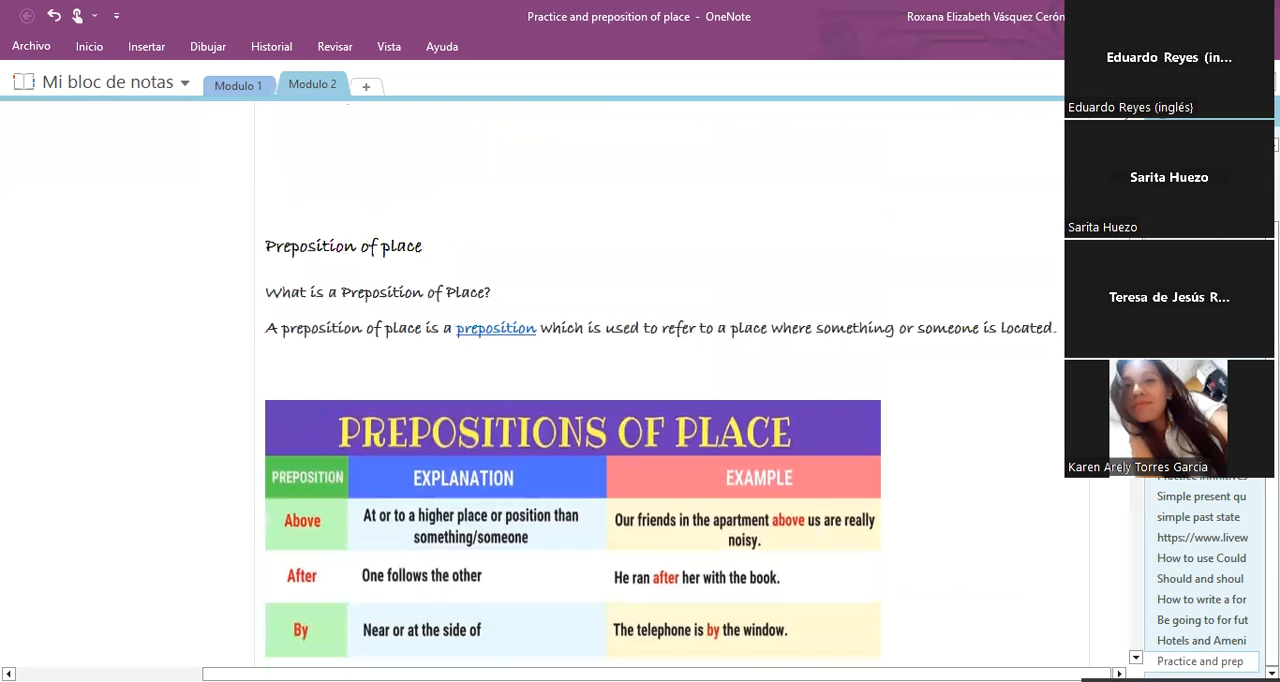 Practice and preposition of place - OneNote
Roxana Elizabeth Vásquez Cerón
Archivo Inicio Insertar Dibujar Historial Revisar Vista Ayuda
Mi bloc de notas Modulo 1 Modulo 2 +
Preposition of place
What is a Preposition of Place?
A preposition of place is a preposition which is used to refer to a place where something or someone is located.
PREPOSITIONS OF PLACE
PREPOSITION EXPLANATION EXAMPLE
Above
At or to a higher place or position than
something/someone
Our friends in the apartment above us are really
noisy.
After
One follows the other
He ran after her with the book.
By
Near or at the side of
The telephone is by the window.
Eduardo Reyes (in...
Eduardo Reyes (inglés)
Sarita Huezo
Sarita Huezo
Teresa de Jesús R...
Karen Arely Torres Garcia
Practice infinitives
Simple present qu
simple past state
https://www.livew
How to use Could
Should and shoul
How to write a for
Be going to for fut
Hotels and Ameni
Practice and prep